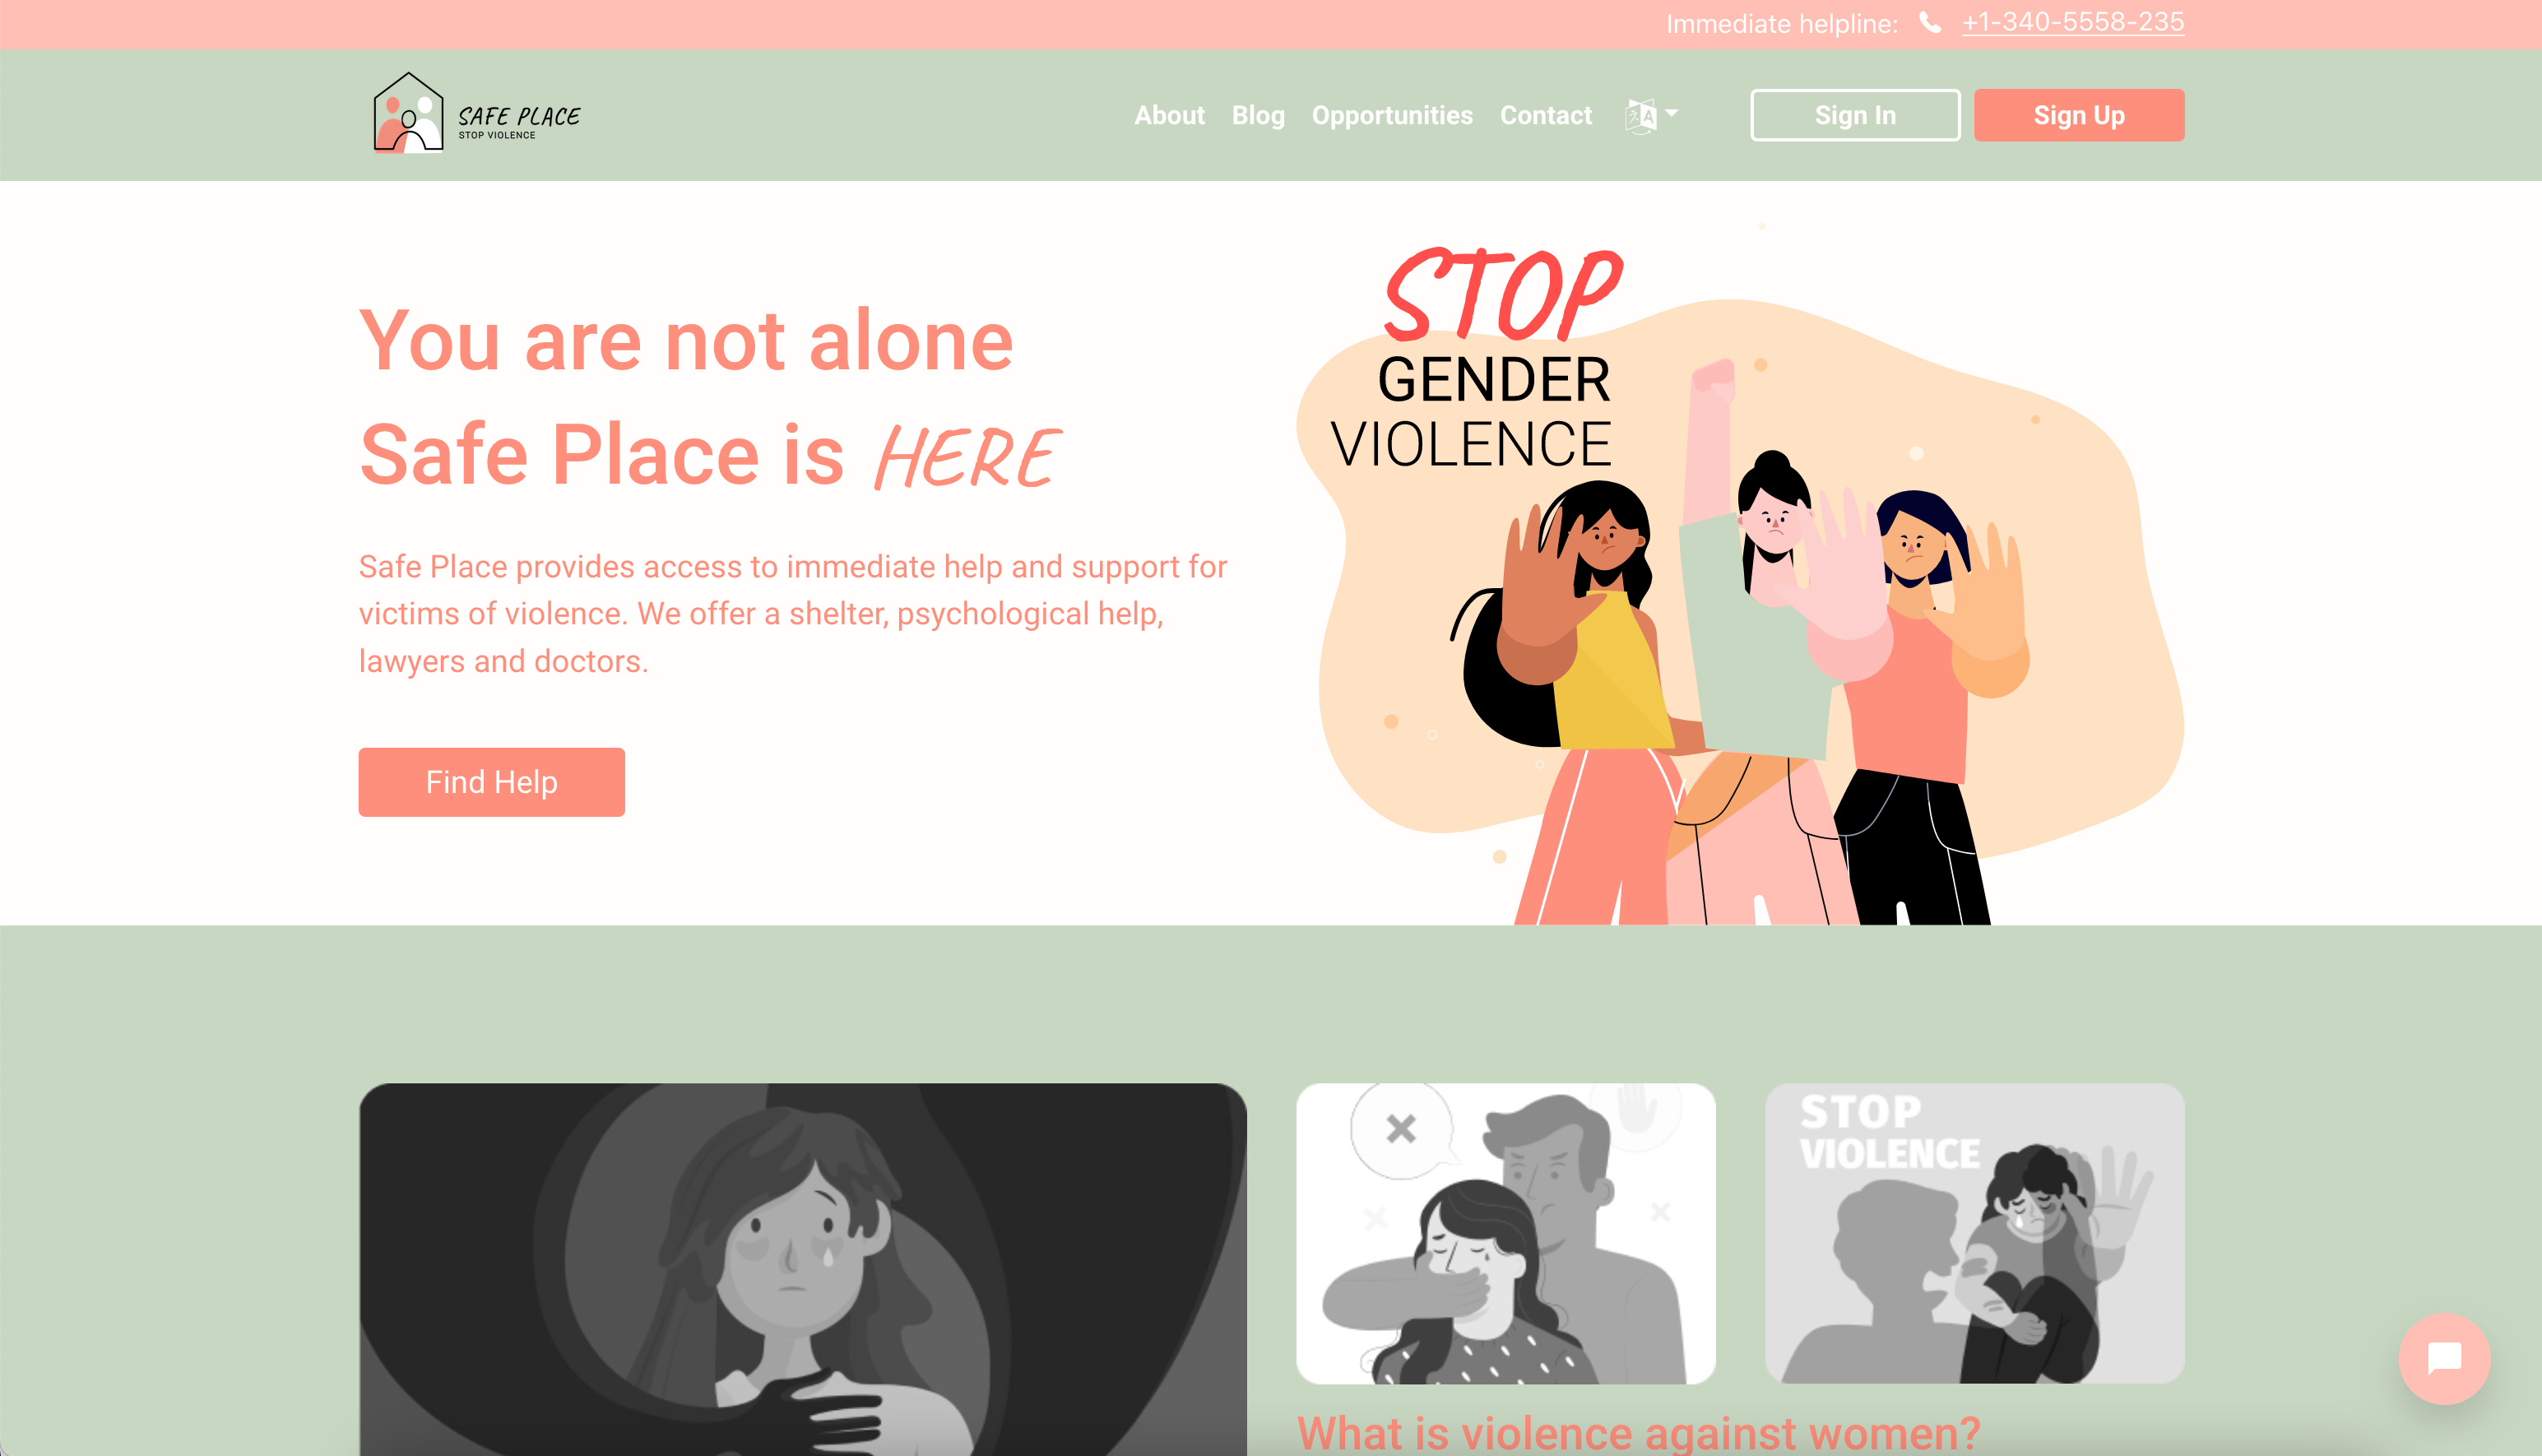 Immediate helpline: +1-340-5558-235
SAFE PLACE
STOP VIOLENCE
About Blog Opportunities Contact Sign In Sign Up
You are not alone
Safe Place is HERE
Safe Place provides access to immediate help and support for
victims of violence. We offer a shelter, psychological help,
lawyers and doctors.
Find Help
STOP
GENDER
VIOLENCE
STOP
VIOLENCE
What is violence against women?